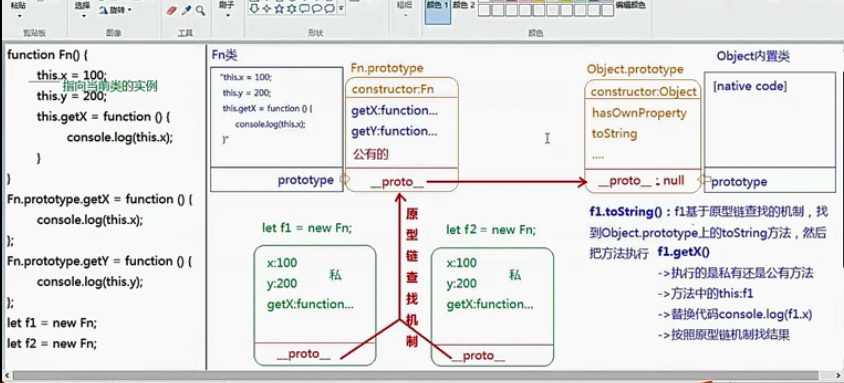 粘贴
选择
旋转
刷子
粗细
颜色 1
颜色 2
编辑颜色
剪贴板
图像
工具
形状
颜色
function Fn() {
this.x = 100;
指向当前类的实例
this.y = 200;
this.getX = function () {
console.log(this.x);
}
}
Fn.prototype.getX = function () {
console.log(this.x);
};
Fn.prototype.getY = function () {
console.log(this.y);
};
let f1 = new Fn;
let f2 = new Fn;
Fn类
"this.x = 100;
this.y = 200;
this.getX = function () {
console.log(this.x);
}"
prototype
Fn.prototype
constructor:Fn
getX:function...
getY:function...
公有的
__proto__
Object.prototype
constructor:Object
hasOwnProperty
toString
....
__proto__ : null
Object内置类
[native code]
prototype
let f1 = new Fn;
x:100
y:200
私
getX:function...
__proto__
原型链查找机制
let f2 = new Fn;
x:100
y:200
私
getX:function...
__proto__
f1.toString() : f1基于原型链查找的机制，找
到Object.prototype上的toString方法，然后
把方法执行
f1.getX()
->执行的是私有还是公有方法
->方法中的this:f1
->替换代码console.log(f1.x)
->按照原型链机制找结果